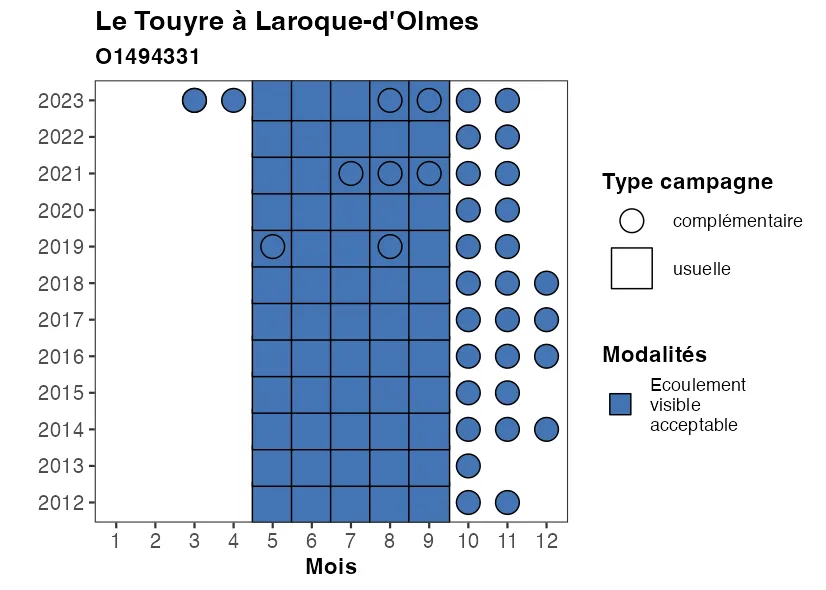 Le Touyre à Laroque-d'Olmes
O1494331
2023
2022
2021
2020
2019
2018
2017
2016
2015
2014
2013
2012
1 2 3 4 5 6 7 8 9 10 11 12
Mois
Type campagne
complémentaire
usuelle
Modalités
Ecoulement
visible
acceptable